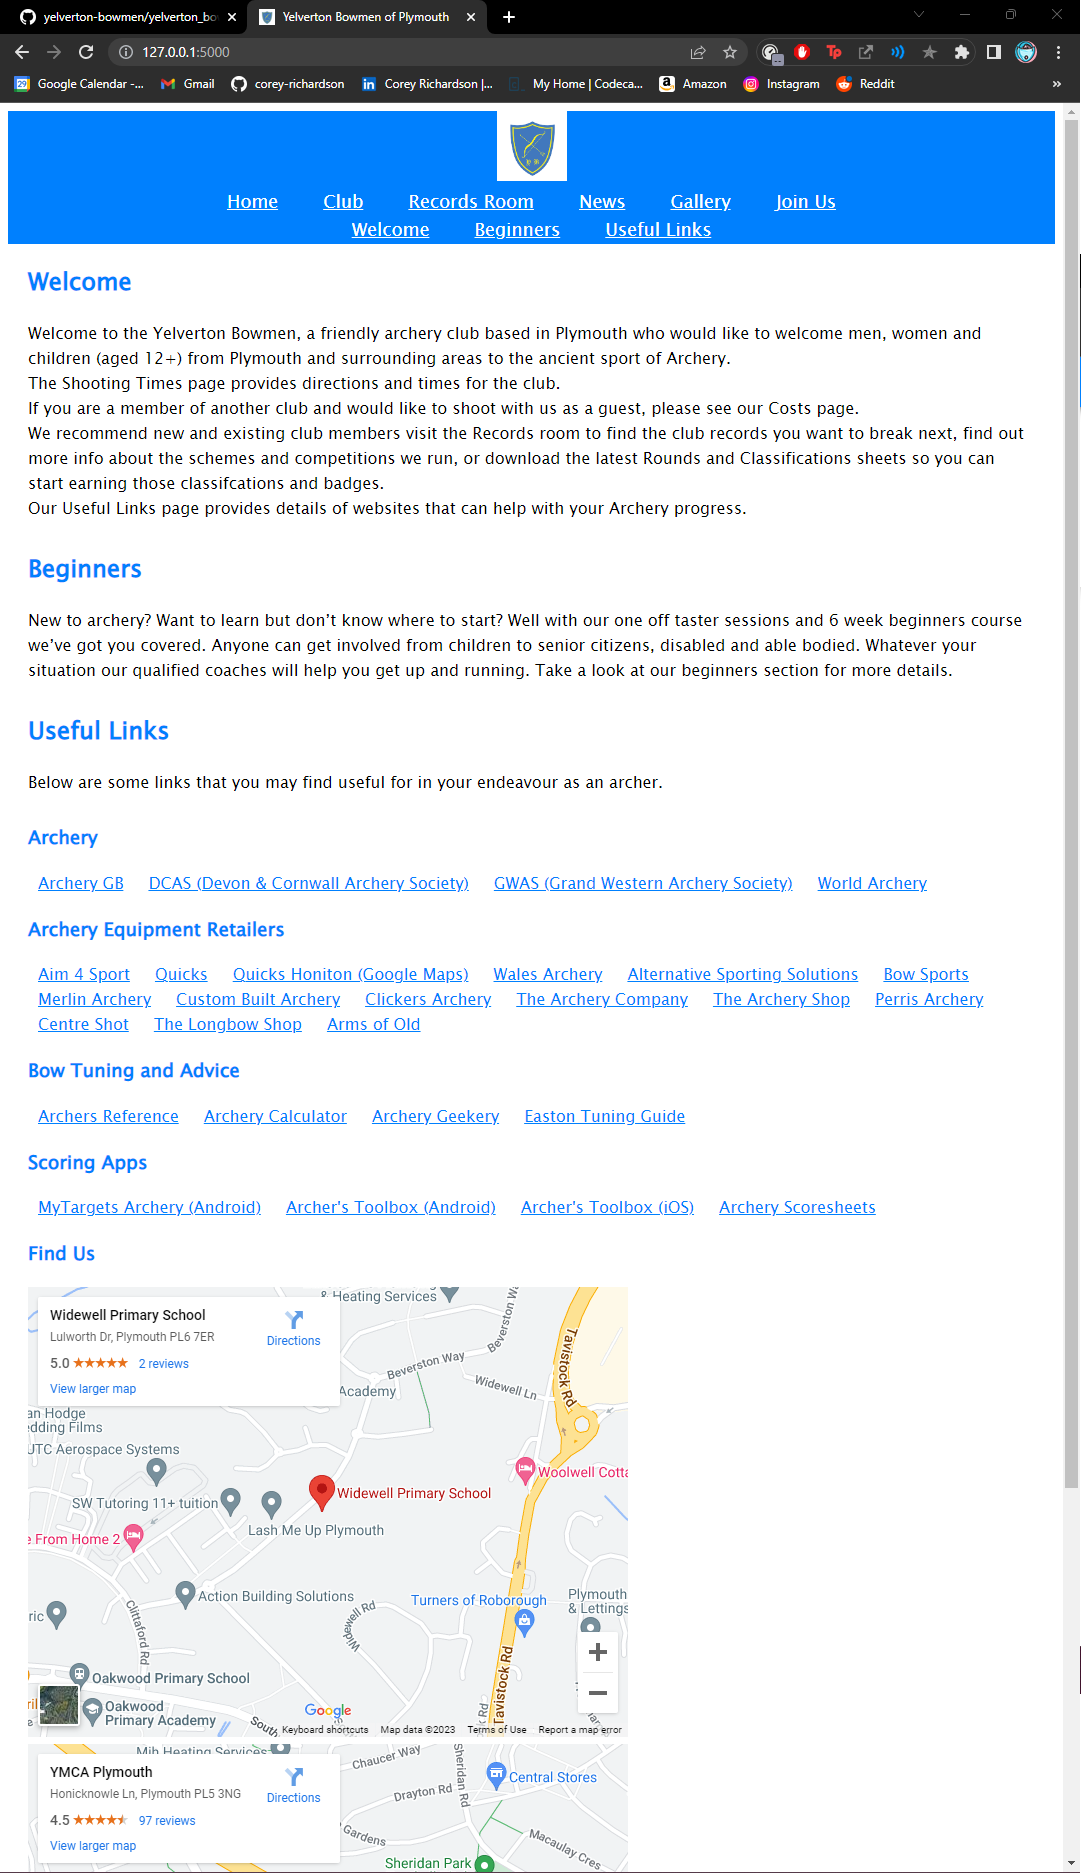 yelverton-bowmen/yelverton_bo
Yelverton Bowmen of Plymouth
127.0.0.1:5000
Google Calendar -...
Gmail
corey-richardson
Corey Richardson |...
My Home | Codeca...
Amazon
Instagram
Reddit
»
Home Club Records Room News Gallery Join Us
Welcome Beginners Useful Links
Welcome
Welcome to the Yelverton Bowmen, a friendly archery club based in Plymouth who would like to welcome men, women and
children (aged 12+) from Plymouth and surrounding areas to the ancient sport of Archery.
The Shooting Times page provides directions and times for the club.
If you are a member of another club and would like to shoot with us as a guest, please see our Costs page.
We recommend new and existing club members visit the Records room to find the club records you want to break next, find out
more info about the schemes and competitions we run, or download the latest Rounds and Classifications sheets so you can
start earning those classifcations and badges.
Our Useful Links page provides details of websites that can help with your Archery progress.
Beginners
New to archery? Want to learn but don’t know where to start? Well with our one off taster sessions and 6 week beginners course
we’ve got you covered. Anyone can get involved from children to senior citizens, disabled and able bodied. Whatever your
situation our qualified coaches will help you get up and running. Take a look at our beginners section for more details.
Useful Links
Below are some links that you may find useful for in your endeavour as an archer.
Archery
Archery GB DCAS (Devon & Cornwall Archery Society) GWAS (Grand Western Archery Society) World Archery
Archery Equipment Retailers
Aim 4 Sport Quicks Quicks Honiton (Google Maps) Wales Archery Alternative Sporting Solutions Bow Sports
Merlin Archery Custom Built Archery Clickers Archery The Archery Company The Archery Shop Perris Archery
Centre Shot The Longbow Shop Arms of Old
Bow Tuning and Advice
Archers Reference Archery Calculator Archery Geekery Easton Tuning Guide
Scoring Apps
MyTargets Archery (Android) Archer's Toolbox (Android) Archer's Toolbox (iOS) Archery Scoresheets
Find Us
& Heating Services
Widewell Primary School
Lulworth Dr, Plymouth PL6 7ER
5.0 ★★★★★ 2 reviews
View larger map
Directions
Beverston Way
Beverston Way
Tavistock Rd
Widewell Ln
Academy
an Hodge
edding Films
UTC Aerospace Systems
Woolwell Cotta
SW Tutoring 11+ tuition
Widewell Primary School
Lash Me Up Plymouth
e From Home 2
Action Building Solutions
Turners of Roborough
Plymouth
& Lettings
ric
Clittaford Rd
Widewell Rd
Tavistock Rd
Oakwood Primary School
Oakwood
Primary Academy
Google
Keyboard shortcuts Map data ©2023 Terms of Use Report a map error
Mih Heating Services
Chaucer Way
YMCA Plymouth
Honicknowle Ln, Plymouth PL5 3NG
4.5 ★★★★★ 97 reviews
View larger map
Directions
Sheridan Rd
Central Stores
Drayton Rd
Gardens
Macaulay Cres
Sheridan Park